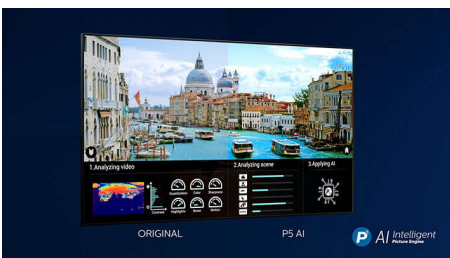 1.Analyzing video
2.Analyzing scene
3.Applying AI
Quantization Color Sharpness
Contrast
Highlights Noise Motion
ORIGINAL
P5 AI
P5 AI Intelligent
Picture Engine